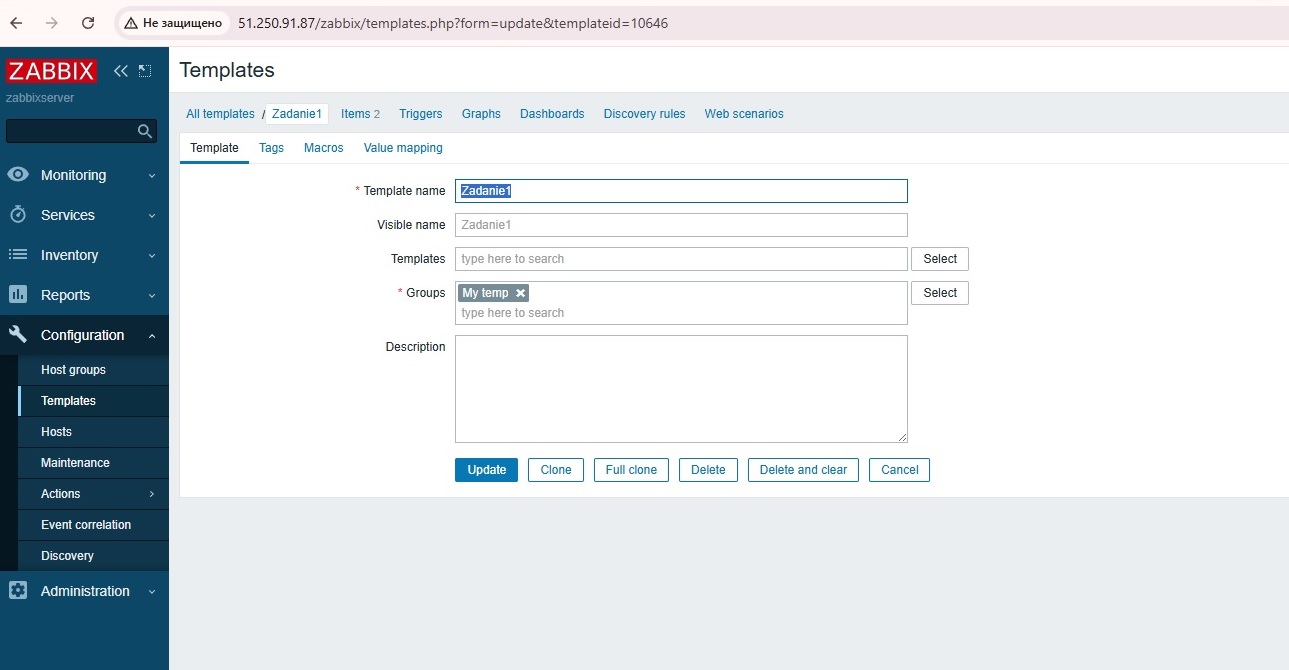 Не защищено 51.250.91.87/zabbix/templates.php?form=update&templateid=10646
ZABBIX
zabbixserver
Monitoring
Services
Inventory
Reports
Configuration
Host groups
Templates
Hosts
Maintenance
Actions
Event correlation
Discovery
Administration
Templates
All templates / Zadanie1 Items 2 Triggers Graphs Dashboards Discovery rules Web scenarios
Template Tags Macros Value mapping
* Template name Zadanie1
Visible name Zadanie1
Templates type here to search Select
* Groups My temp Select
type here to search
Description
Update Clone Full clone Delete Delete and clear Cancel